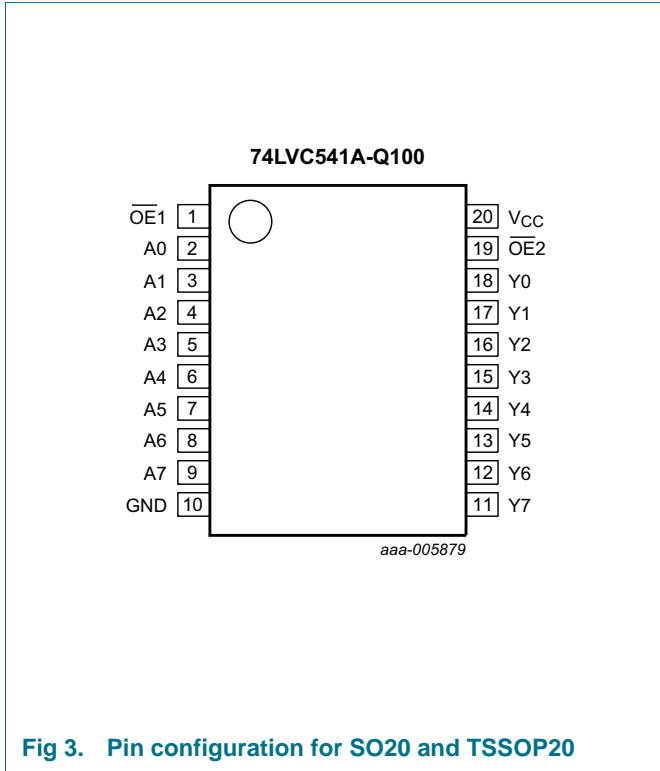 74LVC541A-Q100
O̅E̅1 1 20 VCC
A0 2 19 O̅E̅2
A1 3 18 Y0
A2 4 17 Y1
A3 5 16 Y2
A4 6 15 Y3
A5 7 14 Y4
A6 8 13 Y5
A7 9 12 Y6
GND 10 11 Y7
aaa-005879
Fig 3. Pin configuration for SO20 and TSSOP20